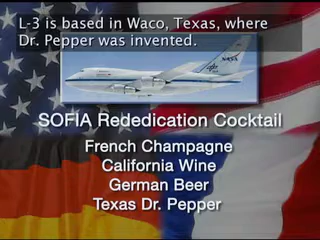 L-3 is based in Waco, Texas, where
Dr. Pepper was invented.
NASA
SOFIA Rededication Cocktail
French Champagne
California Wine
German Beer
Texas Dr. Pepper